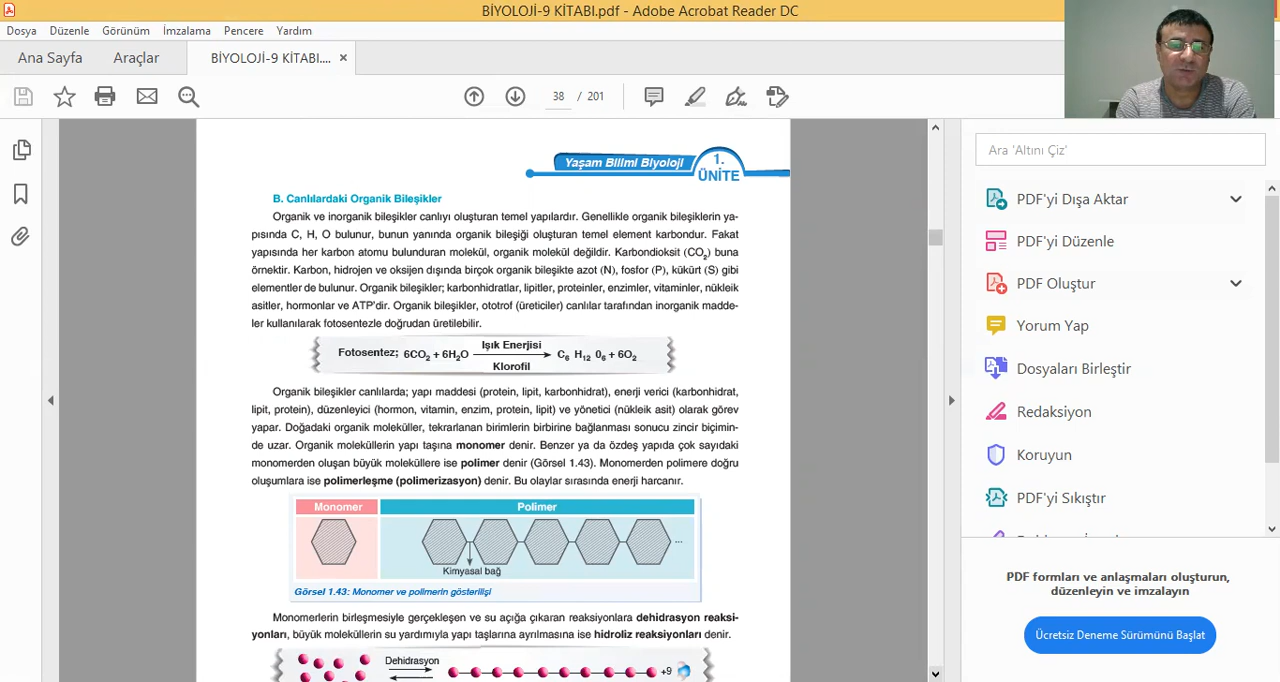 BİYOLOJİ-9 KİTABI.pdf - Adobe Acrobat Reader DC
Dosya Düzenle Görünüm İmzalama Pencere Yardım
Ana Sayfa Araçlar BİYOLOJİ-9 KİTABI.... ×
38 / 201
Yaşam Bilimi Biyoloji
1.
ÜNİTE
B. Canlılardaki Organik Bileşikler
Organik ve inorganik bileşikler canlıyı oluşturan temel yapılardır. Genellikle organik bileşiklerin ya-
pısında C, H, O bulunur, bunun yanında organik bileşiği oluşturan temel element karbondur. Fakat
yapısında her karbon atomu bulunduran molekül, organik molekül değildir. Karbondioksit (CO₂) buna
örnektir. Karbon, hidrojen ve oksijen dışında birçok organik bileşikte azot (N), fosfor (P), kükürt (S) gibi
elementler de bulunur. Organik bileşikler; karbonhidratlar, lipitler, proteinler, enzimler, vitaminler, nükleik
asitler, hormonlar ve ATP'dir. Organik bileşikler, ototrof (üreticiler) canlılar tarafından inorganik madde-
ler kullanılarak fotosentezle doğrudan üretilebilir.
Işık Enerjisi
Fotosentez; 6CO₂ + 6H₂O → C₆ H₁₂ 0₆ + 6O₂
Klorofil
Organik bileşikler canlılarda; yapı maddesi (protein, lipit, karbonhidrat), enerji verici (karbonhidrat,
lipit, protein), düzenleyici (hormon, vitamin, enzim, protein, lipit) ve yönetici (nükleik asit) olarak görev
yapar. Doğadaki organik moleküller, tekrarlanan birimlerin birbirine bağlanması sonucu zincir biçimin-
de uzar. Organik moleküllerin yapı taşına monomer denir. Benzer ya da özdeş yapıda çok sayıdaki
monomerden oluşan büyük moleküllere ise polimer denir (Görsel 1.43). Monomerden polimere doğru
oluşumlara ise polimerleşme (polimerizasyon) denir. Bu olaylar sırasında enerji harcanır.
Monomer Polimer
...
Kimyasal bağ
Görsel 1.43: Monomer ve polimerin gösterilişi
Monomerlerin birleşmesiyle gerçekleşen ve su açığa çıkaran reaksiyonlara dehidrasyon reaksi-
yonları, büyük moleküllerin su yardımıyla yapı taşlarına ayrılmasına ise hidroliz reaksiyonları denir.
Dehidrasyon
+9
Ara 'Altını Çiz'
PDF'yi Dışa Aktar
PDF'yi Düzenle
PDF Oluştur
Yorum Yap
Dosyaları Birleştir
Redaksiyon
Koruyun
PDF'yi Sıkıştır
PDF formları ve anlaşmaları oluşturun,
düzenleyin ve imzalayın
Ücretsiz Deneme Sürümünü Başlat